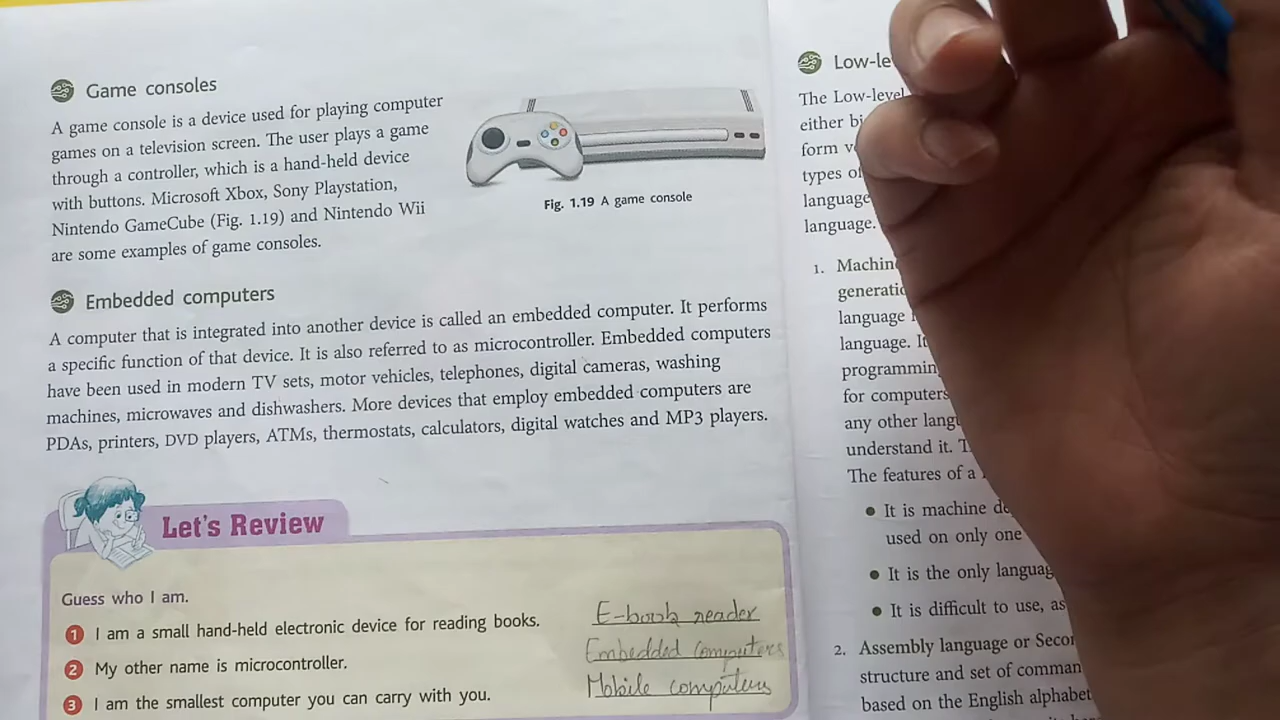 Game consoles
A game console is a device used for playing computer
games on a television screen. The user plays a game
through a controller, which is a hand-held device
with buttons. Microsoft Xbox, Sony Playstation,
Nintendo GameCube (Fig. 1.19) and Nintendo Wii
are some examples of game consoles.
Fig. 1.19 A game console
Embedded computers
A computer that is integrated into another device is called an embedded computer. It performs
a specific function of that device. It is also referred to as microcontroller. Embedded computers
have been used in modern TV sets, motor vehicles, telephones, digital cameras, washing
machines, microwaves and dishwashers. More devices that employ embedded computers are
PDAs, printers, DVD players, ATMs, thermostats, calculators, digital watches and MP3 players.
Let's Review
Guess who I am.
1 I am a small hand-held electronic device for reading books. E-book reader
2 My other name is microcontroller. Embedded computers
3 I am the smallest computer you can carry with you. Mobile computers
Low-le
The Low-level
either bi
form v
types of
language
language.
1. Machin
generatio
language
language. It
programmin
for computers
any other langu
understand it. T
The features of a
It is machine de
used on only one
It is the only languag
It is difficult to use, as
2. Assembly language or Secon
structure and set of comman
based on the English alphabet